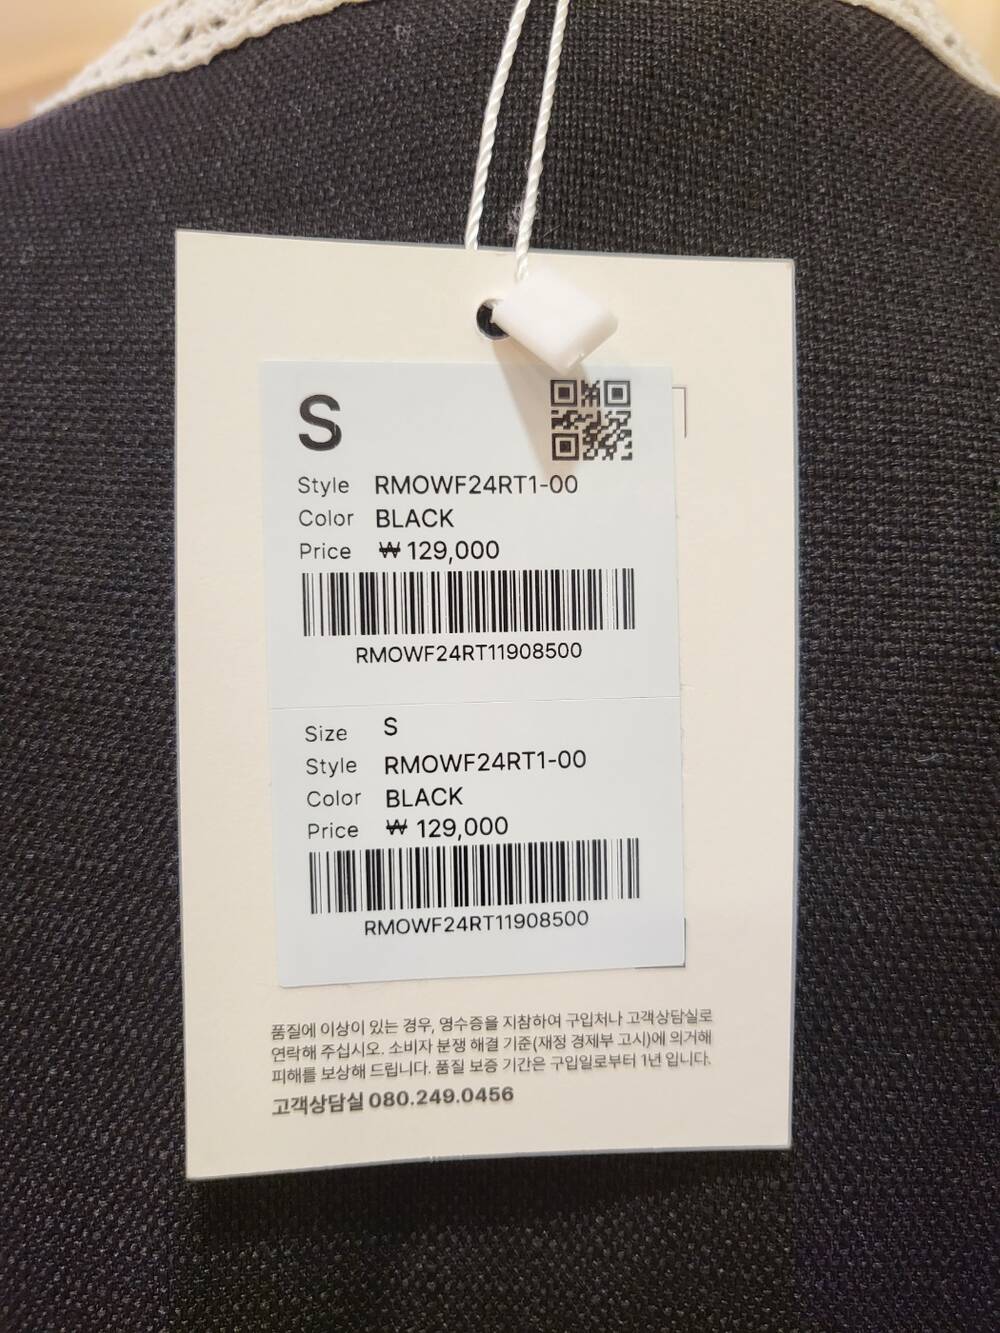 S
Style RMOWF24RT1-00
Color BLACK
Price ₩ 129,000
RMOWF24RT11908500
Size S
Style RMOWF24RT1-00
Color BLACK
Price ₩ 129,000
RMOWF24RT11908500
품질에 이상이 있는 경우, 영수증을 지참하여 구입처나 고객상담실로
연락해 주십시오. 소비자 분쟁 해결 기준(재정 경제부 고시)에 의거해
피해를 보상해 드립니다. 품질 보증 기간은 구입일로부터 1년 입니다.
고객상담실 080.249.0456